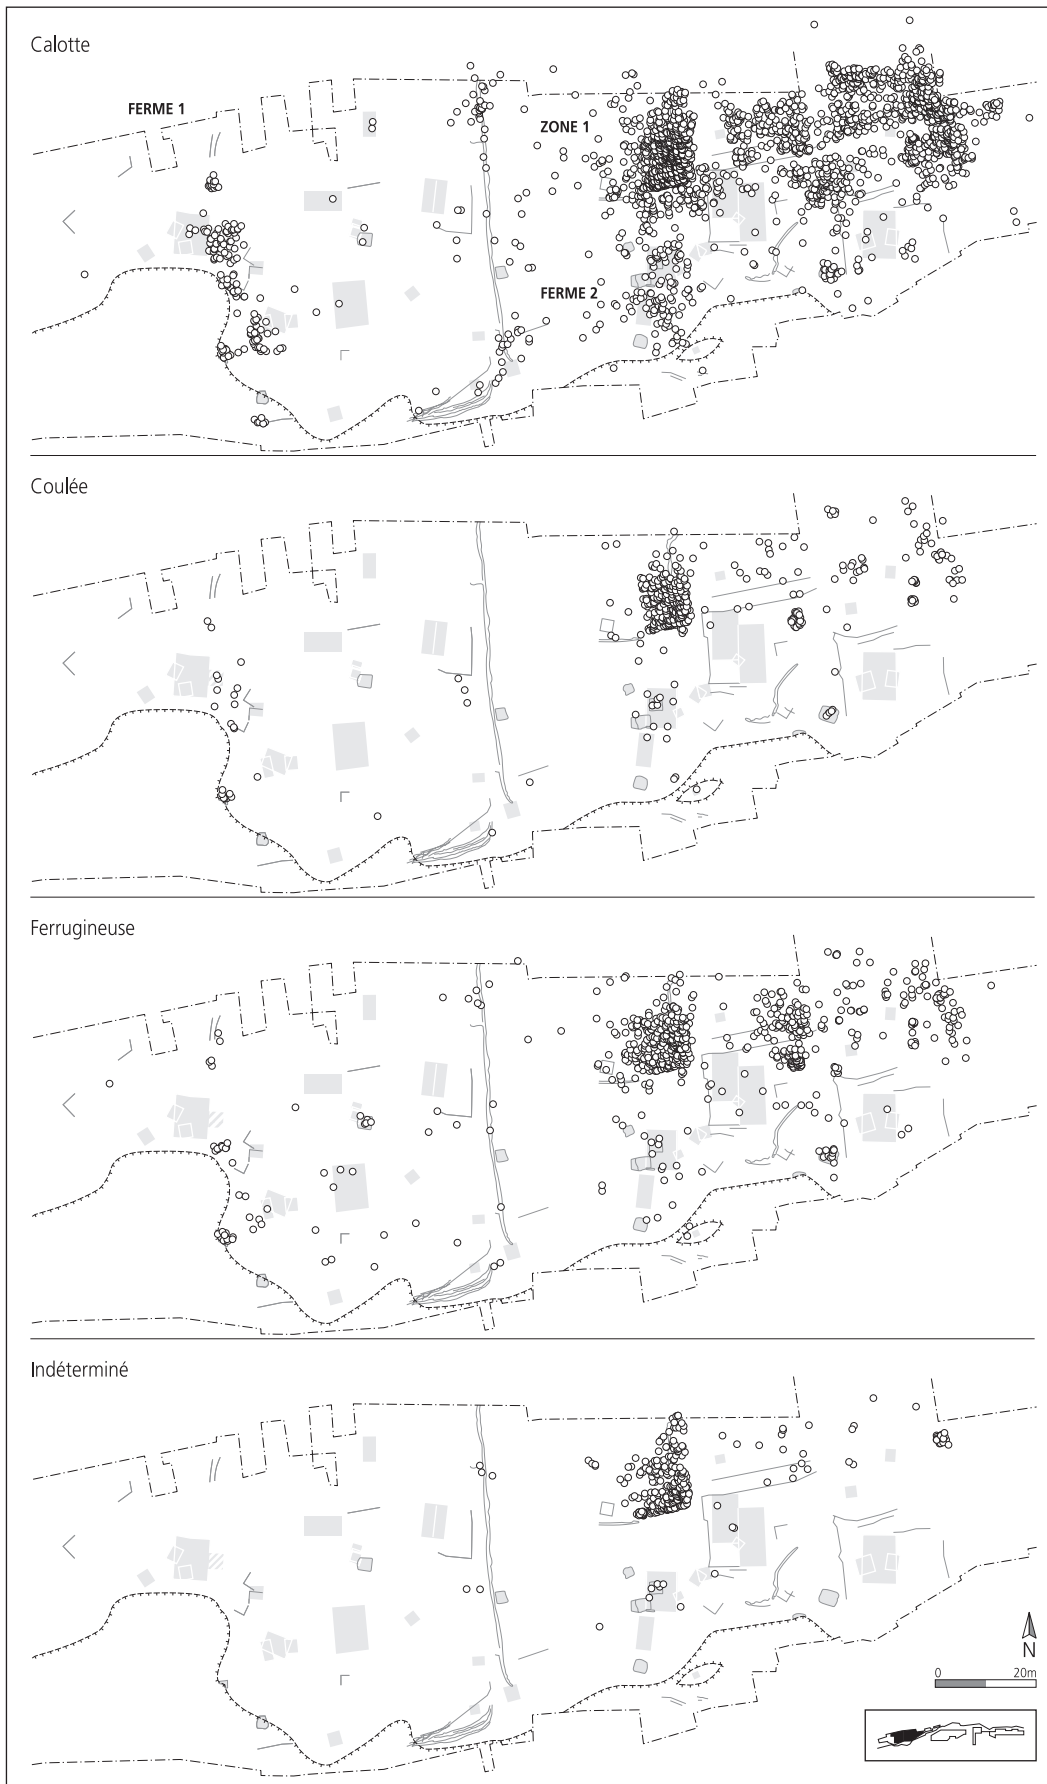 Calotte
FERME 1
ZONE 1
FERME 2
Coulée
Ferrugineuse
Indéterminé
N
0 20m